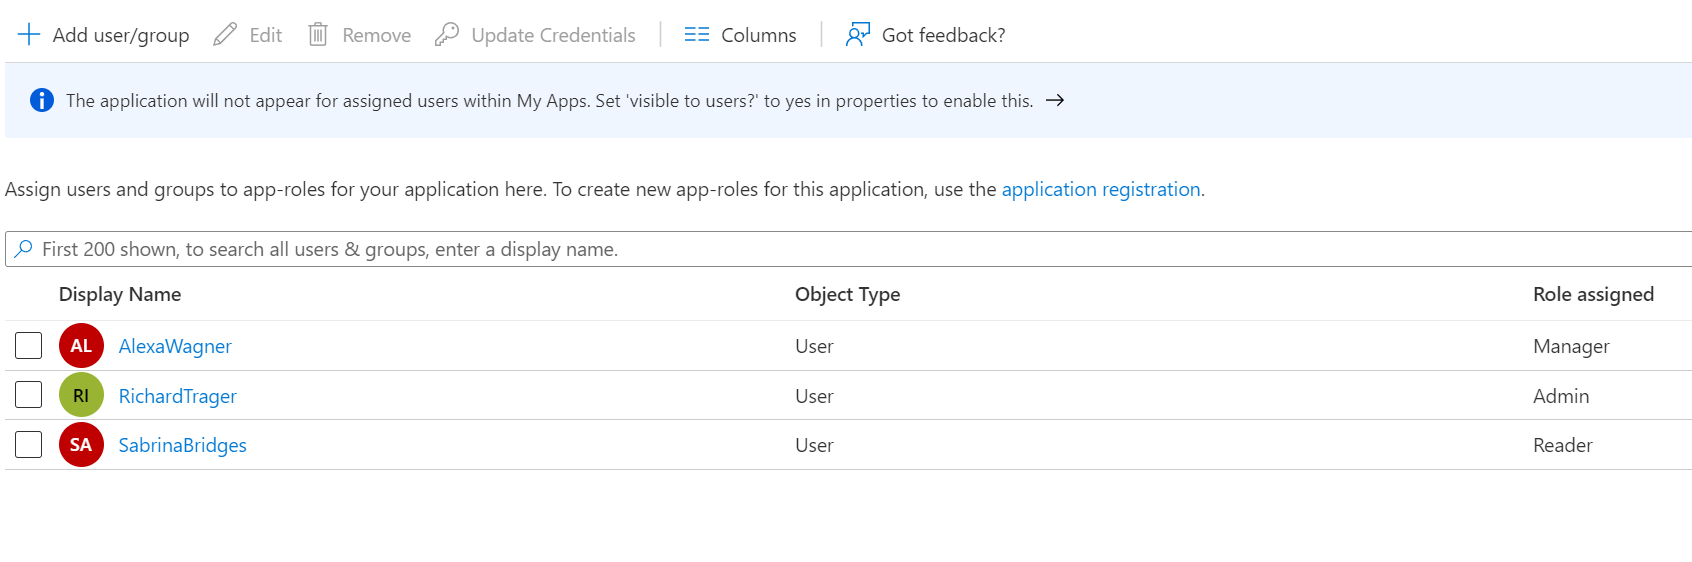 Add user/group Edit Remove Update Credentials Columns Got feedback?
The application will not appear for assigned users within My Apps. Set 'visible to users?' to yes in properties to enable this. →
Assign users and groups to app-roles for your application here. To create new app-roles for this application, use the application registration.
First 200 shown, to search all users & groups, enter a display name.
Display Name Object Type Role assigned
AL AlexaWagner User Manager
RI RichardTrager User Admin
SA SabrinaBridges User Reader